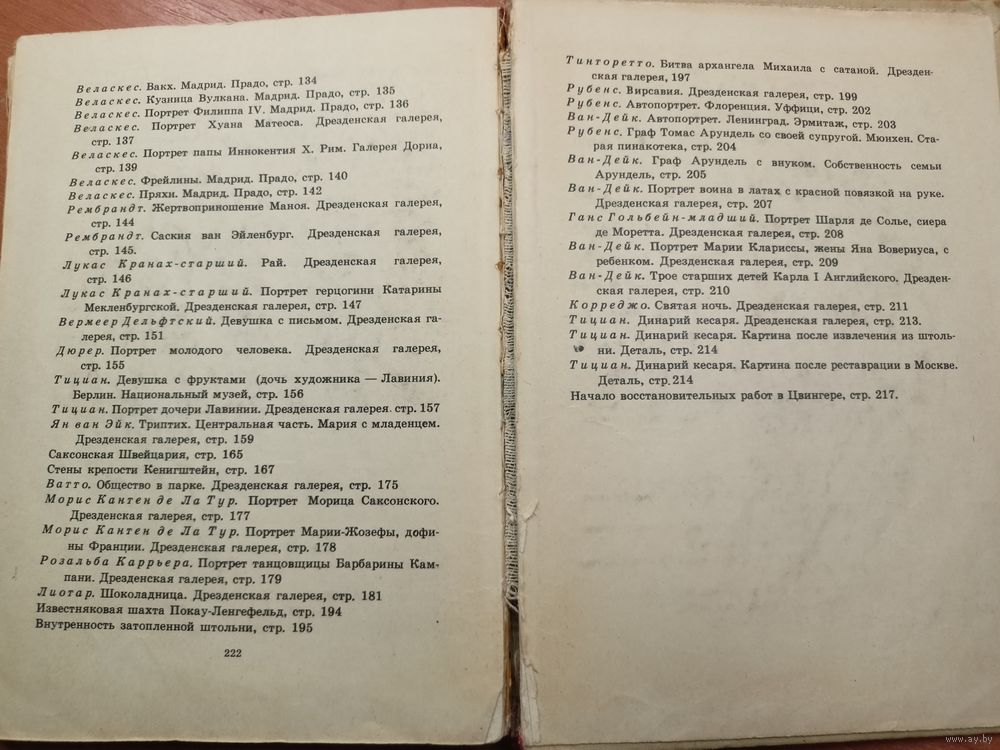 Веласкес. Вакх. Мадрид. Прадо, стр. 134
Веласкес. Кузница Вулкана. Мадрид. Прадо, стр. 135
Веласкес. Портрет Филиппа IV. Мадрид. Прадо, стр. 136
Веласкес. Портрет Хуана Матеоса. Дрезденская галерея,
стр. 137
Веласкес. Портрет папы Иннокентия X. Рим. Галерея Дориа,
стр. 139
Веласкес. Фрейлины. Мадрид. Прадо, стр. 140
Веласкес. Пряхи. Мадрид. Прадо, стр. 142
Рембрандт. Жертвоприношение Маноя. Дрезденская галерея,
стр. 144
Рембрандт. Саския ван Эйленбург. Дрезденская галерея,
стр. 145.
Лукас Кранах-старший. Рай. Дрезденская галерея,
стр. 146
Лукас Кранах-старший. Портрет герцогини Катарины
Мекленбургской. Дрезденская галерея, стр. 147
Вермеер Дельфтский. Девушка с письмом. Дрезденская га-
лерея, стр. 151
Дюрер. Портрет молодого человека. Дрезденская галерея,
стр. 155
Тициан. Девушка с фруктами (дочь художника — Лавиния).
Берлин. Национальный музей, стр. 156
Тициан. Портрет дочери Лавинии. Дрезденская галерея. стр. 157
Ян ван Эйк. Триптих. Центральная часть. Мария с младенцем.
Дрезденская галерея, стр. 159
Саксонская Швейцария, стр. 165
Стены крепости Кенигштейн, стр. 167
Ватто. Общество в парке. Дрезденская галерея, стр. 175
Морис Кантен де Ла Тур. Портрет Морица Саксонского.
Дрезденская галерея, стр. 177
Морис Кантен де Ла Тур. Портрет Марии-Жозефы, дофи-
ны Франции. Дрезденская галерея, стр. 178
Розальба Каррьера. Портрет танцовщицы Барбарины Кам-
пани. Дрезденская галерея, стр. 179
Лиотар. Шоколадница. Дрезденская галерея, стр. 181
Известняковая шахта Покау-Ленгефельд, стр. 194
Внутренность затопленной штольни, стр. 195
222
Тинторетто. Битва архангела Михаила с сатаной. Дрезден-
ская галерея, 197
Рубенс. Вирсавия. Дрезденская галерея, стр. 199
Рубенс. Автопортрет. Флоренция. Уффици, стр. 202
Ван-Дейк. Автопортрет. Ленинград. Эрмитаж, стр. 203
Рубенс. Граф Томас Арундель со своей супругой. Мюнхен. Ста-
рая пинакотека, стр. 204
Ван-Дейк. Граф Арундель с внуком. Собственность семьи
Арундель, стр. 205
Ван-Дейк. Портрет воина в латах с красной повязкой на руке.
Дрезденская галерея, стр. 207
Ганс Гольбейн-младший. Портрет Шарля де Солье, сиера
де Моретта. Дрезденская галерея, стр. 208
Ван-Дейк. Портрет Марии Клариссы, жены Яна Вовериуса, с
ребенком. Дрезденская галерея, стр. 209
Ван-Дейк. Трое старших детей Карла I Английского. Дрезден-
ская галерея, стр. 210
Корреджо. Святая ночь. Дрезденская галерея, стр. 211
Тициан. Динарий кесаря. Дрезденская галерея, стр. 213.
Тициан. Динарий кесаря. Картина после извлечения из штоль-
ни. Деталь, стр. 214
Тициан. Динарий кесаря. Картина после реставрации в Москве.
Деталь, стр. 214
Начало восстановительных работ в Цвингере, стр. 217.
www.ay.by